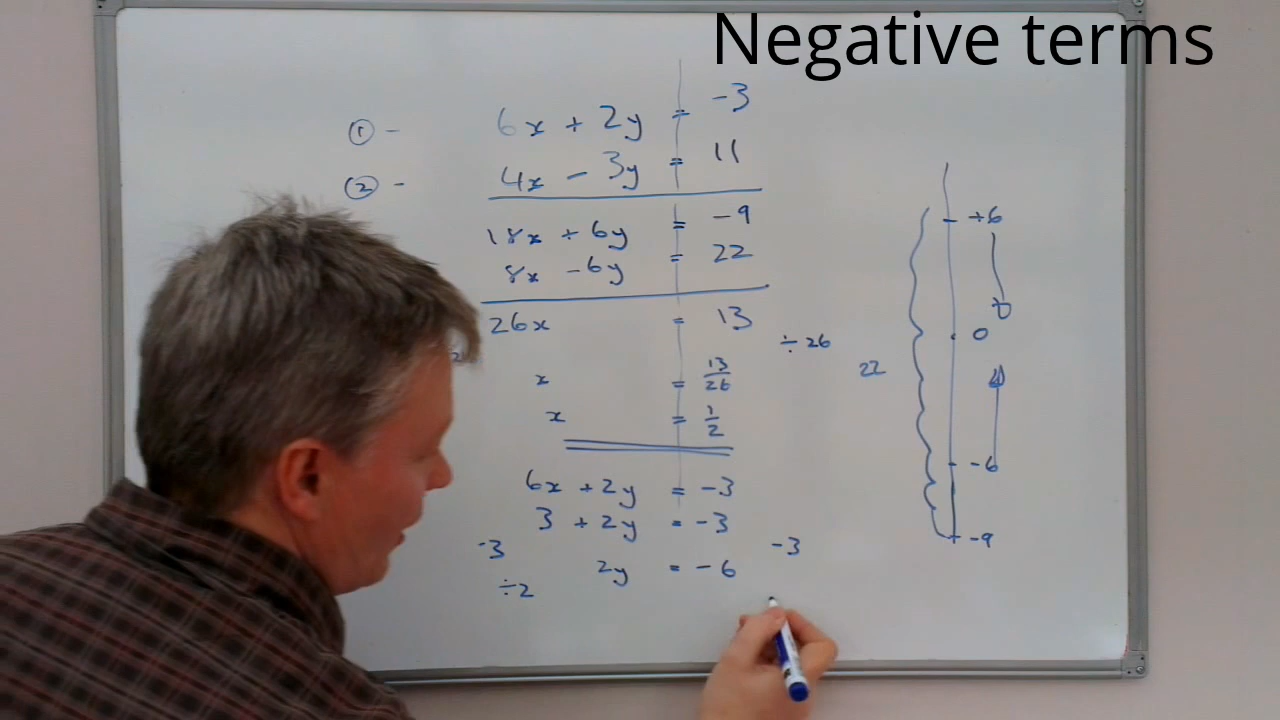 Negative terms
① - 6x + 2y = -3
② - 4x - 3y = 11
18x + 6y = -9
8x - 6y = 22
26x = 13
÷ 26
x = 13/26
x = 1/2
6x + 2y = -3
3 + 2y = -3
-3 -3
2y = -6
÷2
+6
0
22
-6
-9